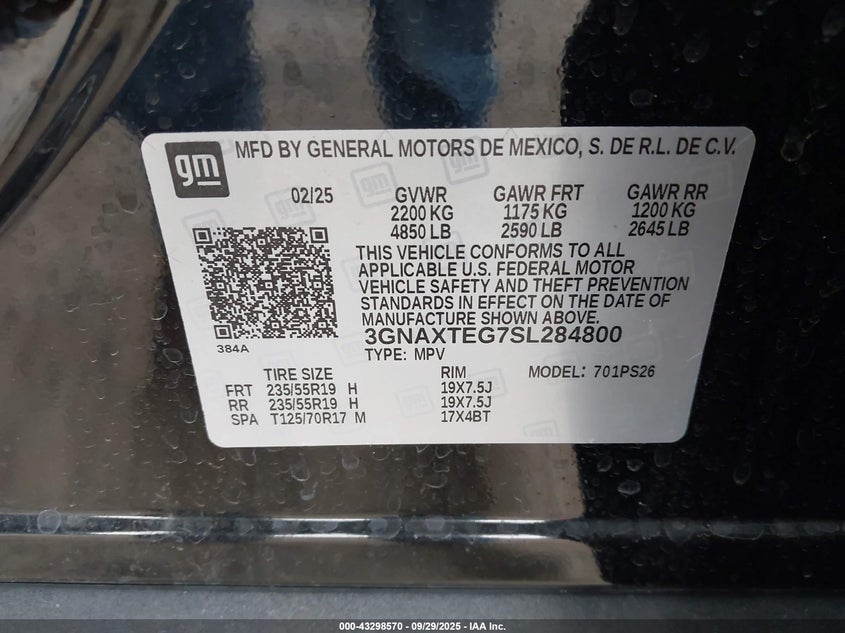 gm MFD BY GENERAL MOTORS DE MEXICO, S. DE R.L. DE C.V.
02/25 GVWR GAWR FRT GAWR RR
2200 KG 1175 KG 1200 KG
4850 LB 2590 LB 2645 LB
THIS VEHICLE CONFORMS TO ALL
APPLICABLE U.S. FEDERAL MOTOR
VEHICLE SAFETY AND THEFT PREVENTION
STANDARDS IN EFFECT ON THE DATE OF
MANUFACTURE SHOWN ABOVE.
384A 3GNAXTEG7SL284800
TYPE: MPV
TIRE SIZE RIM MODEL: 701PS26
FRT 235/55R19 H 19X7.5J
RR 235/55R19 H 19X7.5J
SPA T125/70R17 M 17X4BT
000-43298570 | 09/29/2025 | IAA Inc.